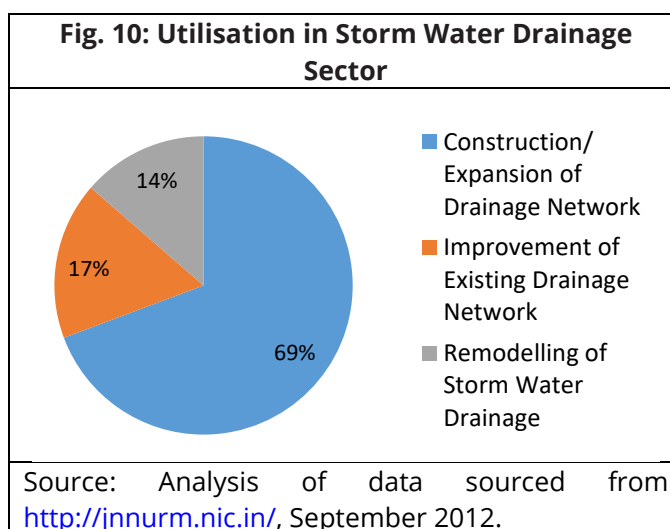 Fig. 10: Utilisation in Storm Water Drainage
Sector
14%
17%
69%
Construction/
Expansion of
Drainage Network
Improvement of
Existing Drainage
Network
Remodelling of
Storm Water
Drainage
Source: Analysis of data sourced from
http://jnnurm.nic.in/, September 2012.